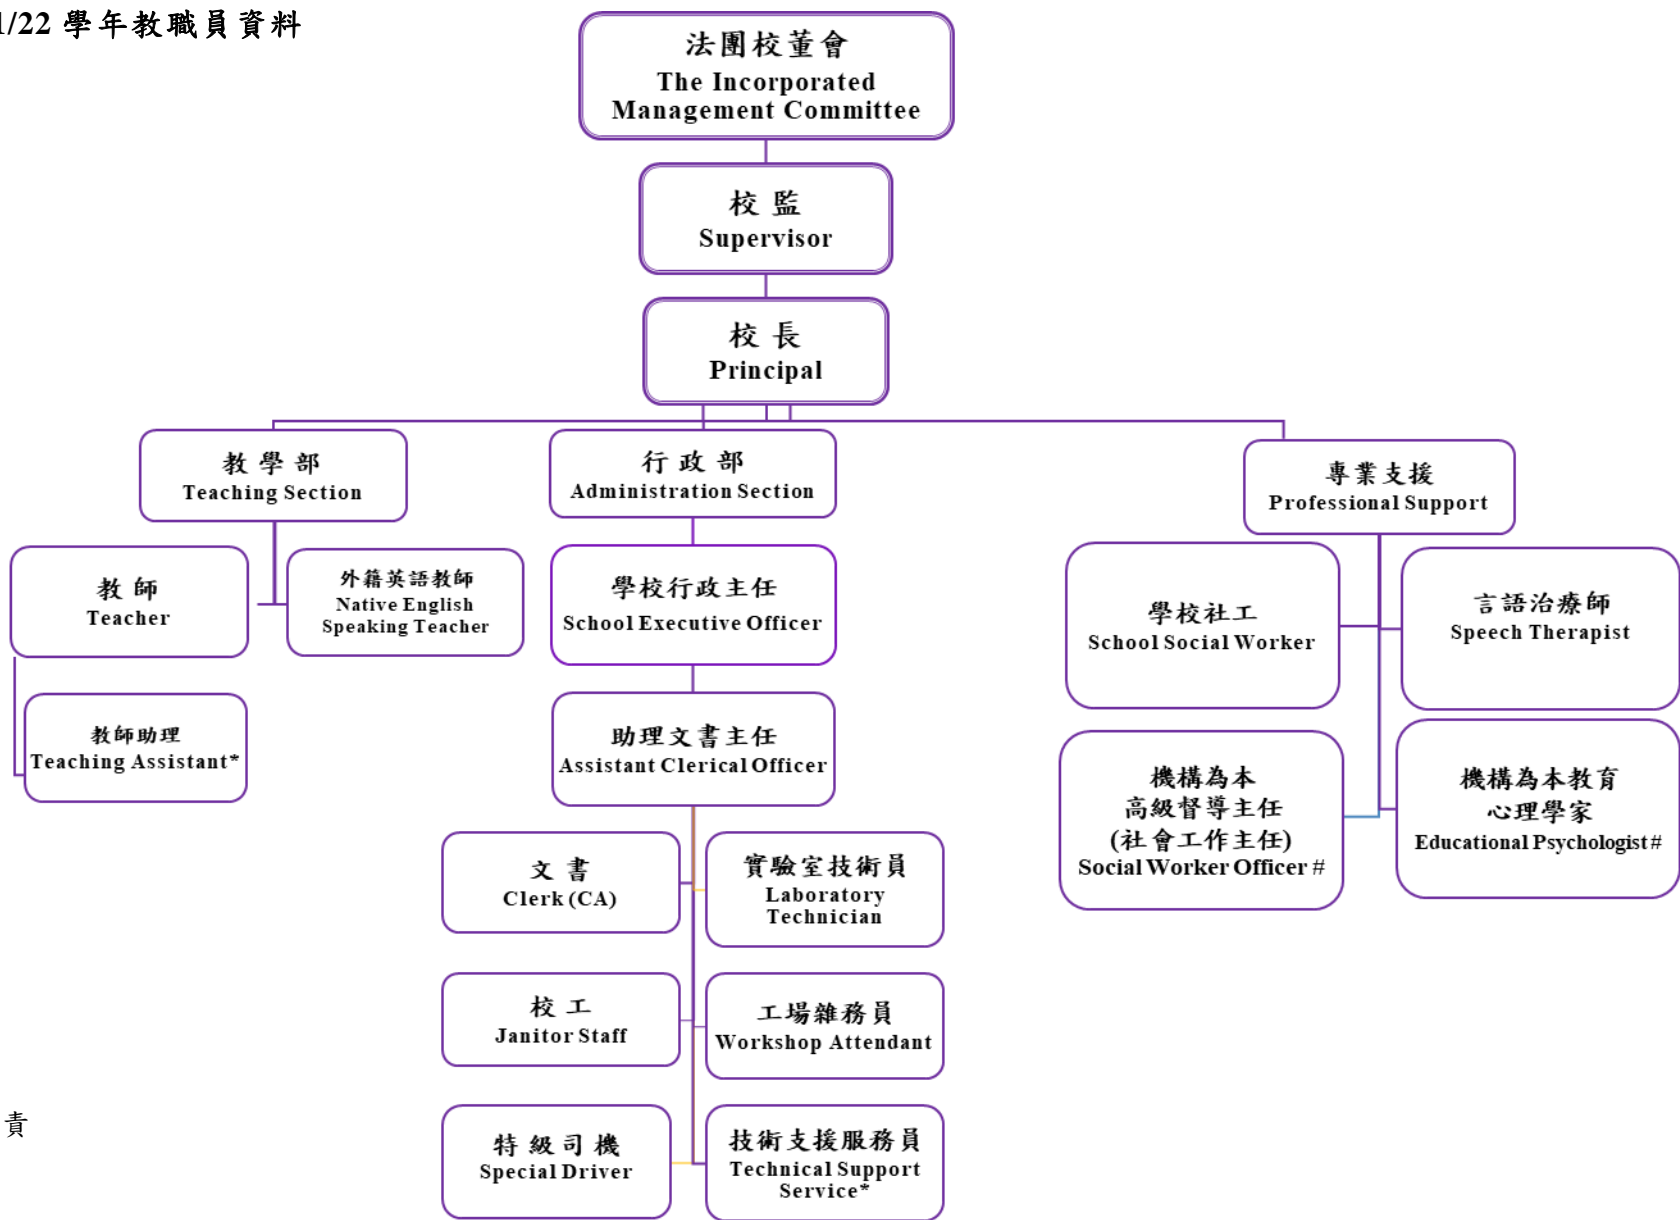 1/22 學年教職員資料
法團校董會
The Incorporated
Management Committee
校 監
Supervisor
校 長
Principal
教 學 部
Teaching Section
行 政 部
Administration Section
專業支援
Professional Support
教 師
Teacher
外籍英語教師
Native English
Speaking Teacher
學校行政主任
School Executive Officer
學校社工
School Social Worker
言語治療師
Speech Therapist
教師助理
Teaching Assistant*
助理文書主任
Assistant Clerical Officer
機構為本
高級督導主任
(社會工作主任)
Social Worker Officer #
機構為本教育
心理學家
Educational Psychologist #
文 書
Clerk (CA)
實驗室技術員
Laboratory
Technician
校 工
Janitor Staff
工場雜務員
Workshop Attendant
責
特 級 司 機
Special Driver
技術支援服務員
Technical Support
Service*